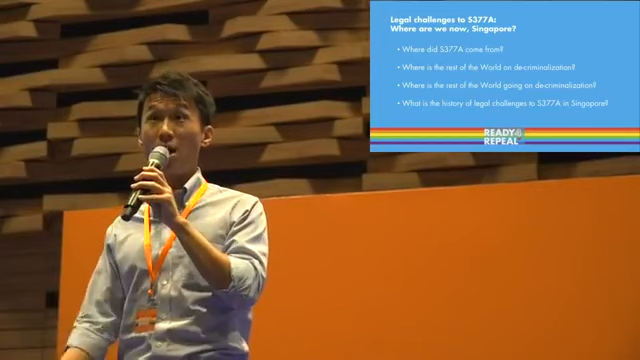 Legal challenges to S377A:
Where are we now, Singapore?
• Where did S377A come from?
• Where is the rest of the World on de-criminalization?
• Where is the rest of the World going on de-criminalization?
• What is the history of legal challenges to S377A in Singapore?
READY4
REPEAL